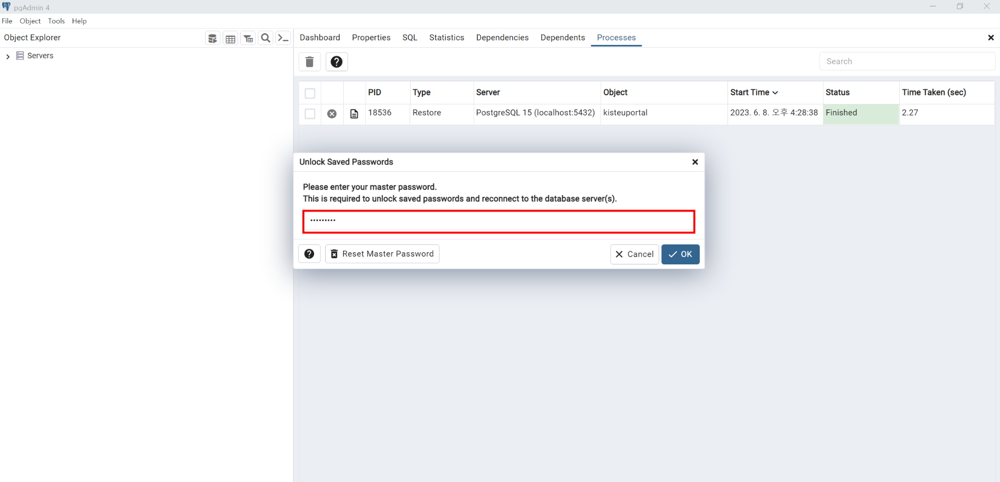 pgAdmin 4
File Object Tools Help
Object Explorer
Dashboard Properties SQL Statistics Dependencies Dependents Processes
Servers
Search
PID Type Server Object Start Time Status Time Taken (sec)
18536 Restore PostgreSQL 15 (localhost:5432) kisteuportal 2023. 6. 8. 오후 4:28:38 Finished 2.27
Unlock Saved Passwords
Please enter your master password.
This is required to unlock saved passwords and reconnect to the database server(s).
•••••••••
Reset Master Password Cancel OK